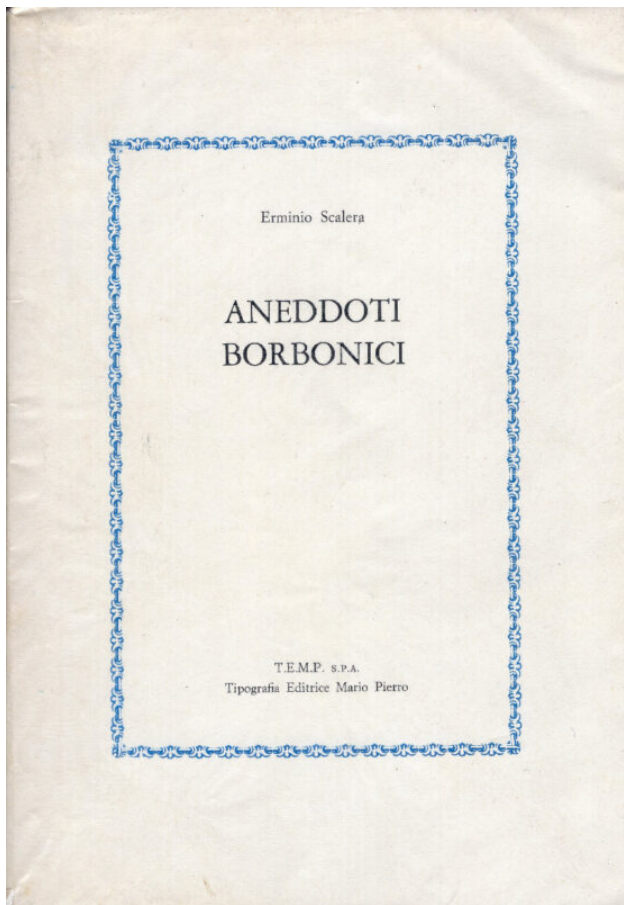 Erminio Scalera
ANEDDOTI
BORBONICI
T.E.M.P. S.P.A.
Tipografia Editrice Mario Pierro